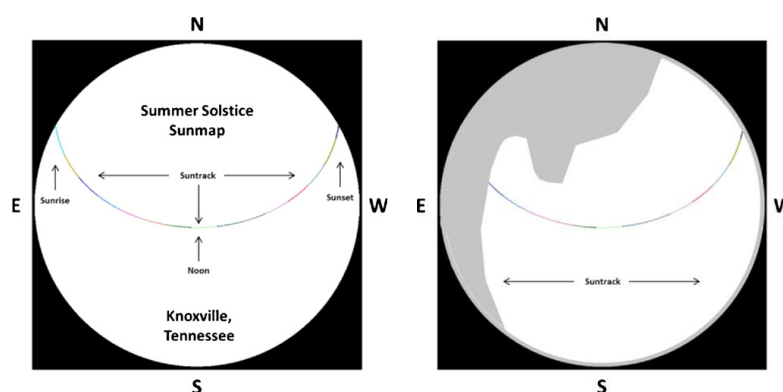 N
Summer Solstice
Sunmap
Suntrack
Sunrise
Sunset
E
W
Noon
Knoxville,
Tennessee
S
N
E
W
Suntrack
S